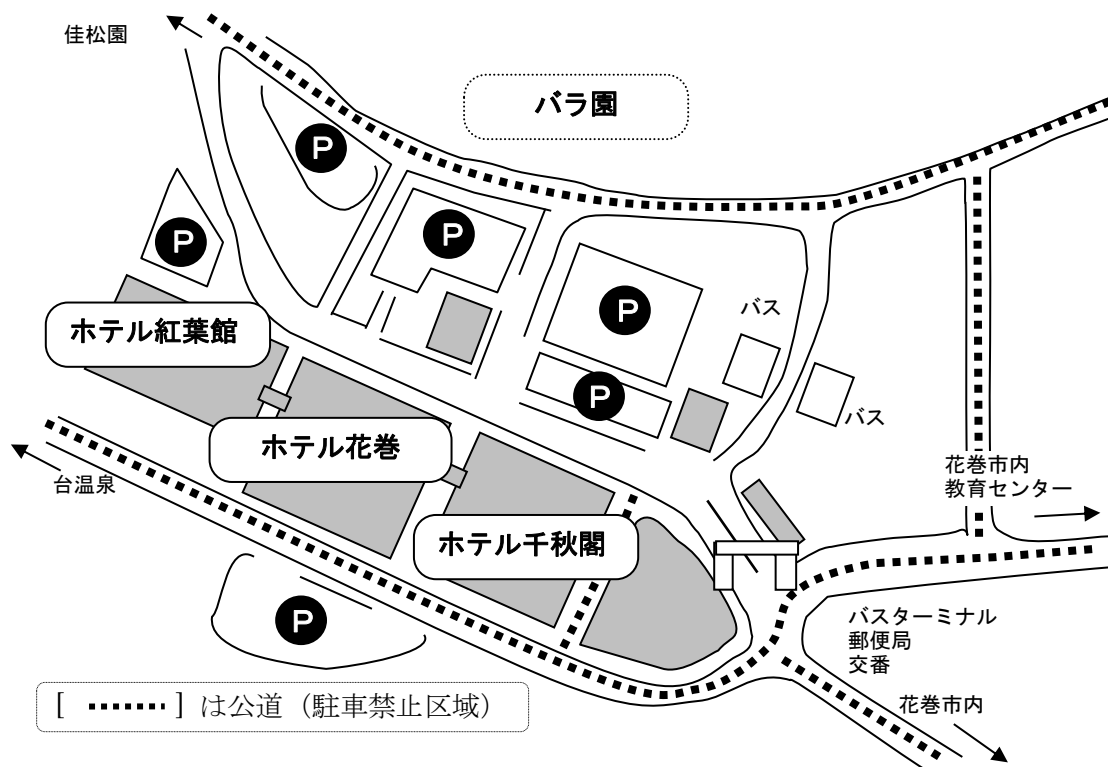 佳松園
バラ園
P
P
P
P
バス
ホテル紅葉館
P
バス
ホテル花巻
花巻市内
教育センター
台温泉
ホテル千秋閣
バスターミナル
郵便局
交番
P
花巻市内
[ ▪▪▪▪▪▪▪▪ ] は公道（駐車禁止区域）